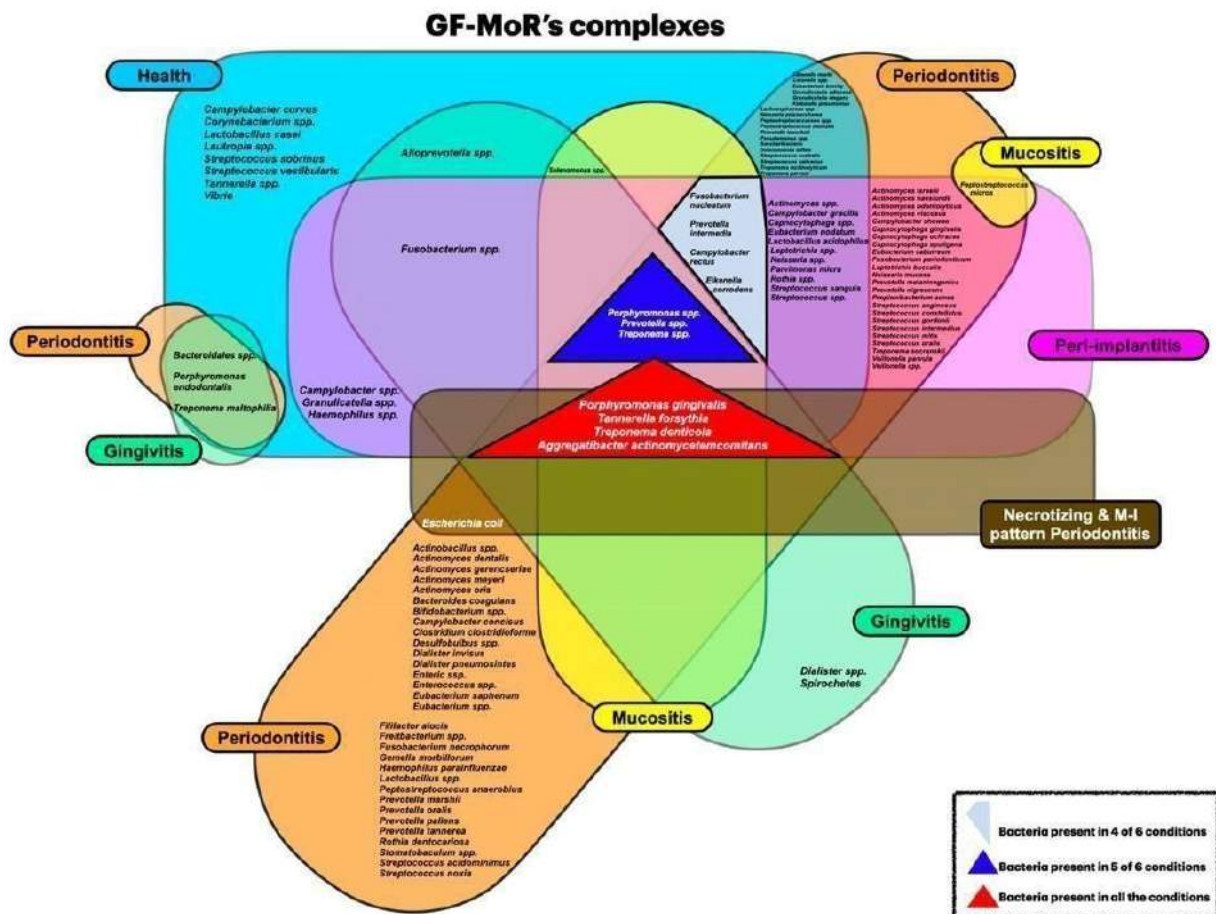 GF-MoR's complexes
Health
Campylobacter corvus
Corynebacterium spp.
Lactobacillus casei
Lautropia spp.
Streptococcus sobrinus
Streptococcus vestibularis
Tannerella spp.
Vibrio
Alloprevotella spp.
Selenomonas spp.
Periodontitis
Mucositis
Peptostreptococcus
micros
Fusobacterium
nucleatum
Prevotella
intermedia
Campylobacter
rectus
Eikenella
corrodens
Actinomyces spp.
Campylobacter gracilis
Capnocytophaga spp.
Eubacterium nodatum
Lactobacillus acidophilus
Leptotrichia spp.
Neisseria spp.
Parvimonas micra
Rothia spp.
Streptococcus sanguis
Streptococcus spp.
Actinomyces israelii
Actinomyces naeslundii
Actinomyces odontolyticus
Actinomyces viscosus
Campylobacter showae
Capnocytophaga gingivalis
Capnocytophaga ochracea
Capnocytophaga sputigena
Eubacterium saburreum
Fusobacterium periodonticum
Leptotrichia buccalis
Neisseria mucosa
Prevotella melaninogenica
Prevotella nigrescens
Propionibacterium acnes
Streptococcus anginosus
Streptococcus constellatus
Streptococcus gordonii
Streptococcus intermedius
Streptococcus mitis
Streptococcus oralis
Treponema socranskii
Veillonella parvula
Veillonella spp.
Fusobacterium spp.
Porphyromonas spp.
Prevotella spp.
Treponema spp.
Periodontitis
Bacteroidales spp.
Porphyromonas
endodontalis
Treponema maltophilia
Gingivitis
Campylobacter spp.
Granulicatella spp.
Haemophilus spp.
Peri-implantitis
Porphyromonas gingivalis
Tannerella forsythia
Treponema denticola
Aggregatibacter actinomycetemcomitans
Necrotizing & M-I
pattern Periodontitis
Escherichia coil
Actinobacillus spp.
Actinomyces dentalis
Actinomyces gerencseriae
Actinomyces meyeri
Actinomyces oris
Bacteroides coagulans
Bifidobacterium spp.
Campylobacter concisus
Clostridium clostridioforme
Desulfobulbus spp.
Dialister invisus
Dialister pneumosintes
Enteric ssp.
Enterococcus spp.
Eubacterium saphenum
Eubacterium spp.
Gingivitis
Dialister spp.
Spirochetes
Mucositis
Periodontitis
Filifactor alocis
Freitbacterium spp.
Fusobacterium necrophorum
Gemella morbillorum
Haemophilus parainfluenzae
Lactobacillus spp.
Peptostreptococcus anaerobius
Prevotella marshii
Prevotella oralis
Prevotella pallens
Prevotella tannerea
Rothia dentocariosa
Stomatobaculum spp.
Streptococcus acidominimus
Streptococcus noxia
Bacteria present in 4 of 6 conditions
Bacteria present in 5 of 6 conditions
Bacteria present in all the conditions